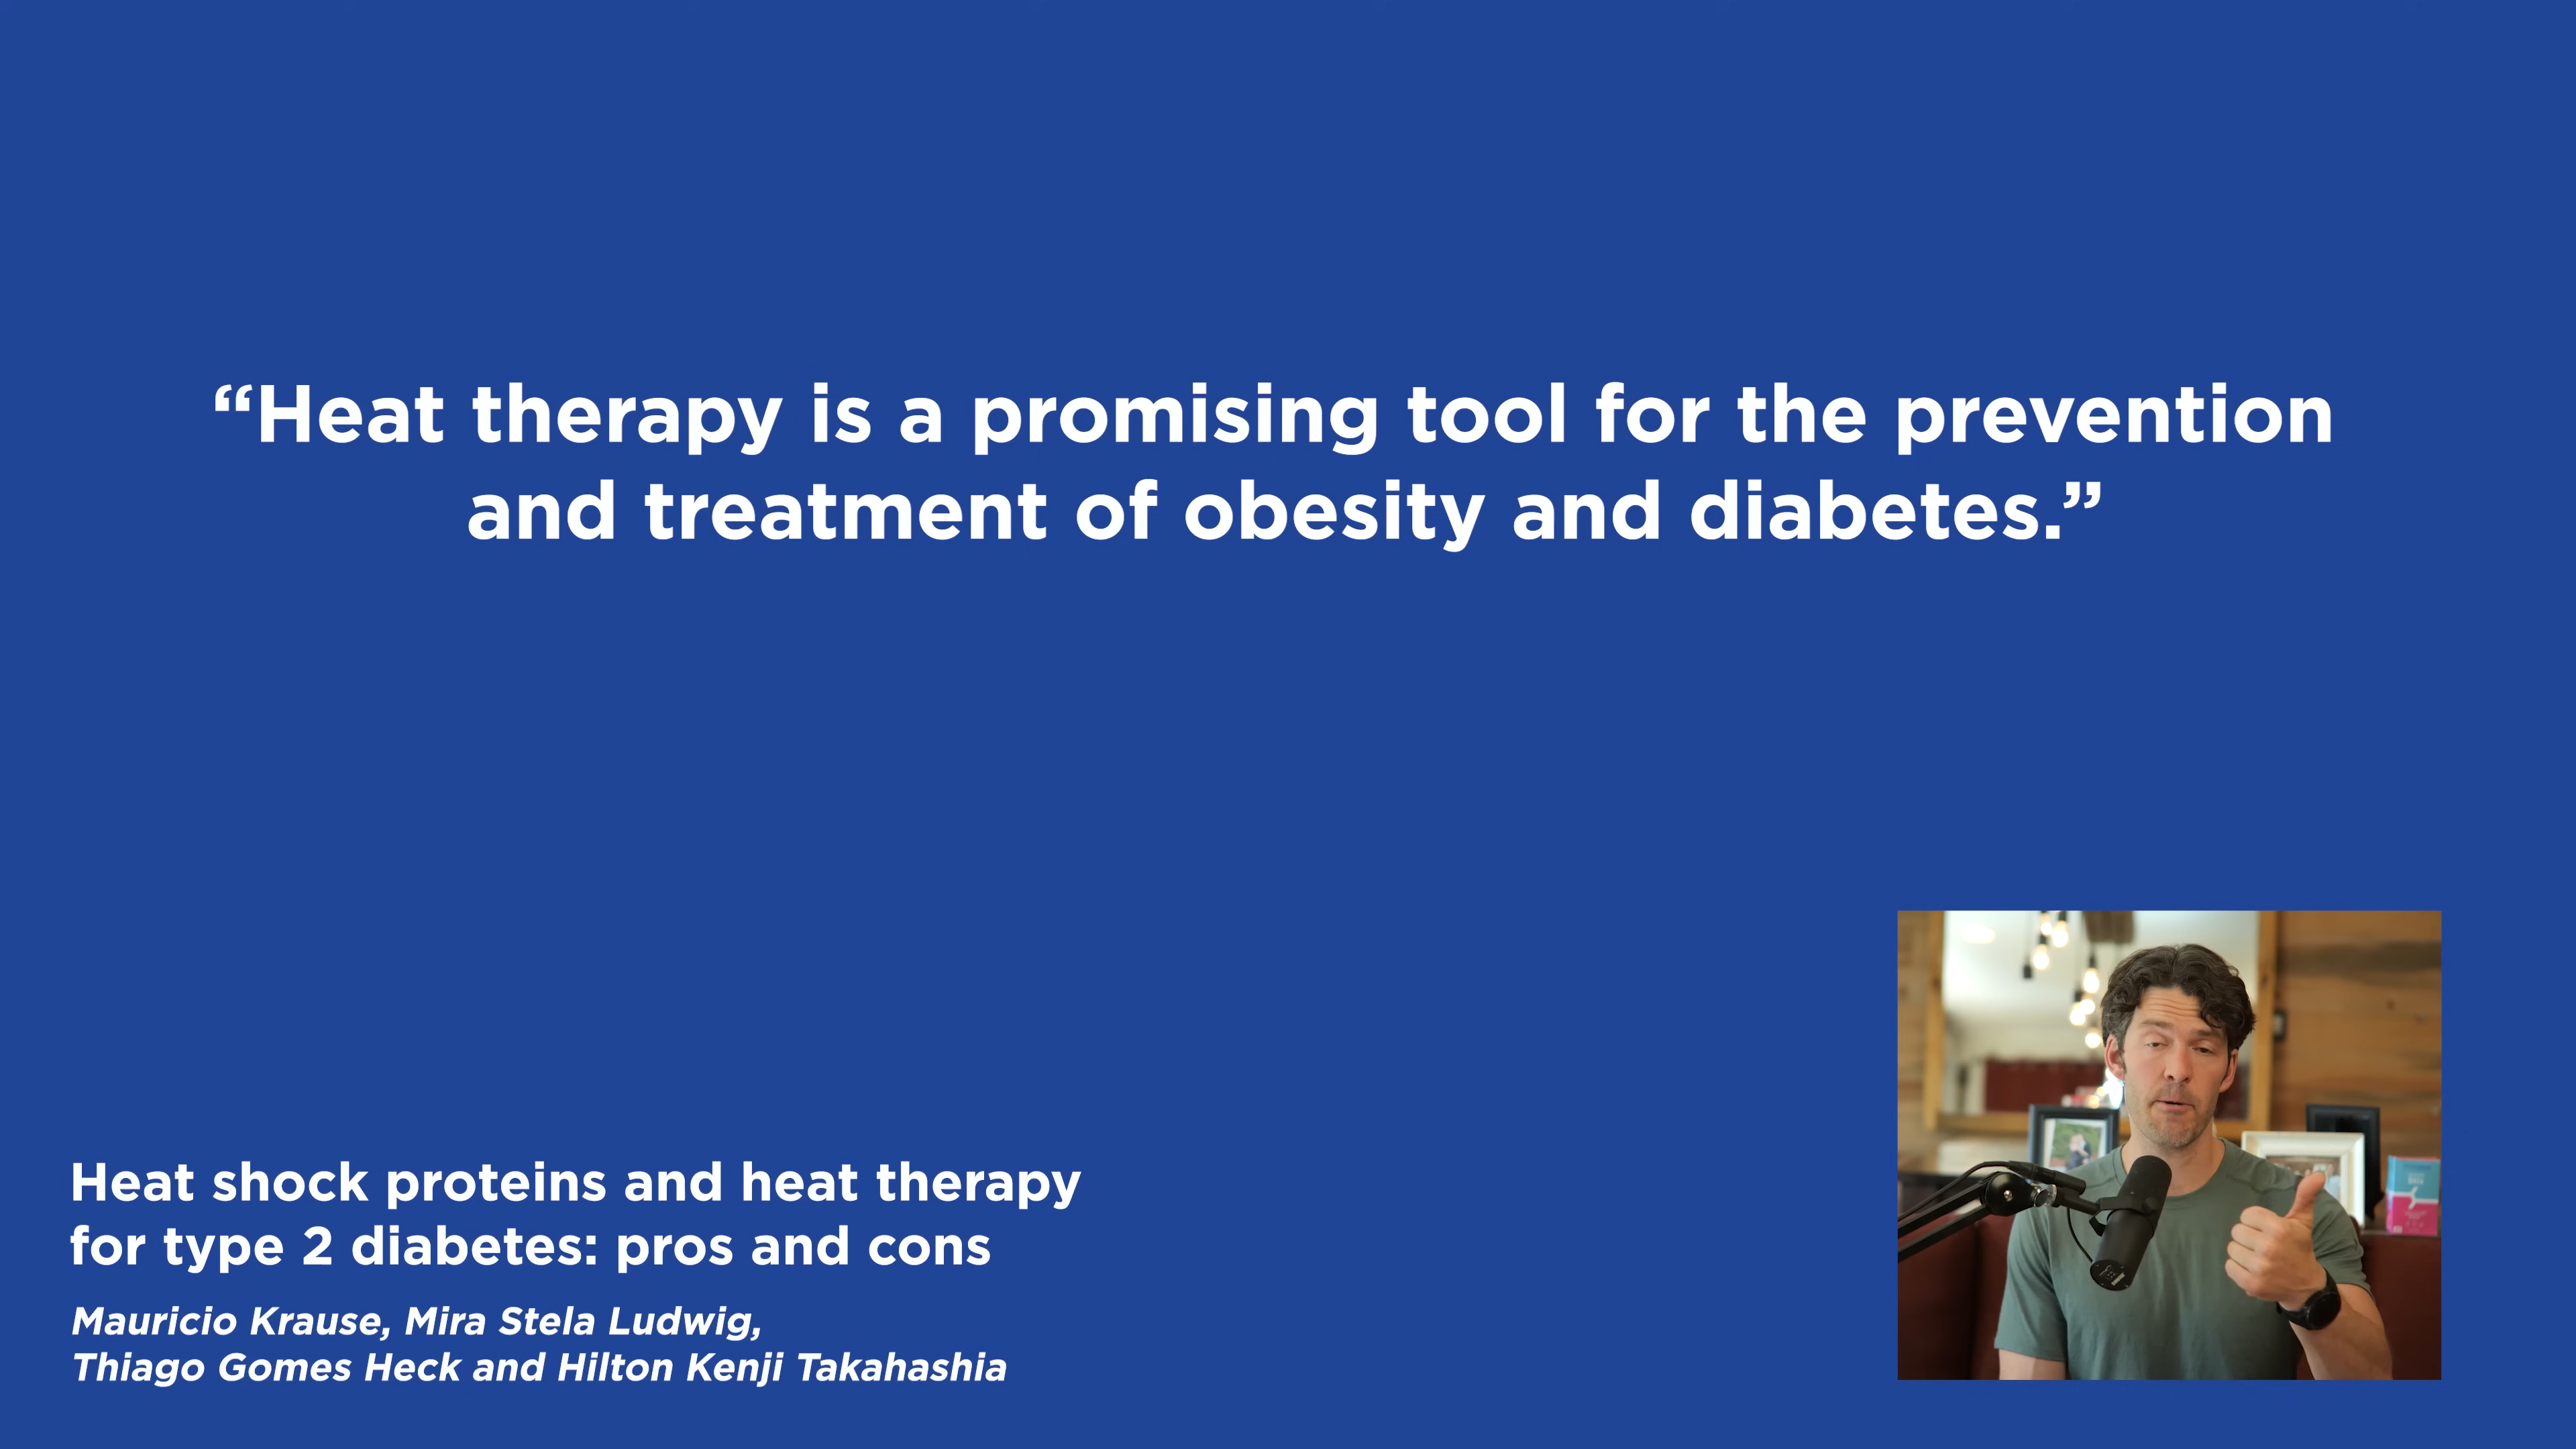 “Heat therapy is a promising tool for the prevention
and treatment of obesity and diabetes.”
Heat shock proteins and heat therapy
for type 2 diabetes: pros and cons
Mauricio Krause, Mira Stela Ludwig,
Thiago Gomes Heck and Hilton Kenji Takahashia